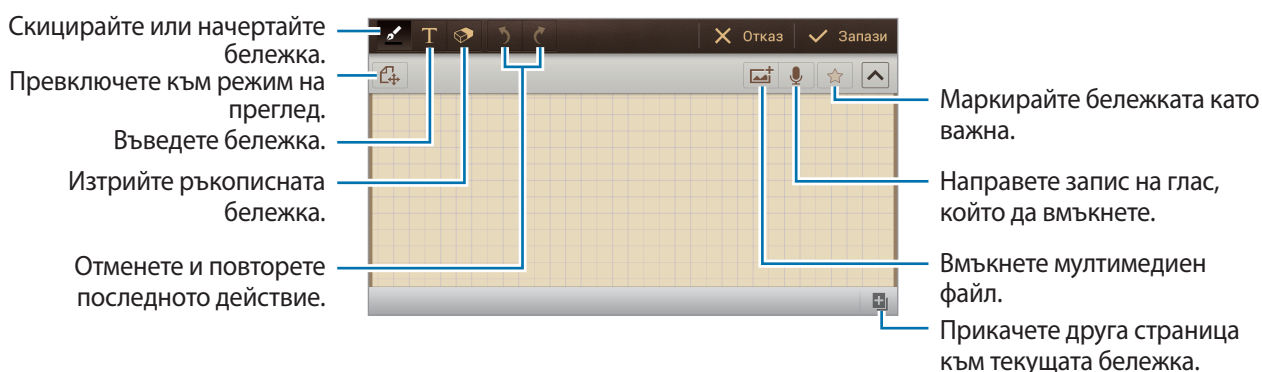 Скицирайте или начертайте
бележка.
Превключете към режим на
преглед.
Въведете бележка.
Изтрийте ръкописната
бележка.
Отменете и повторете
последното действие.
T
Отказ
Запази
Маркирайте бележката като
важна.
Направете запис на глас,
който да вмъкнете.
Вмъкнете мултимедиен
файл.
Прикачете друга страница
към текущата бележка.